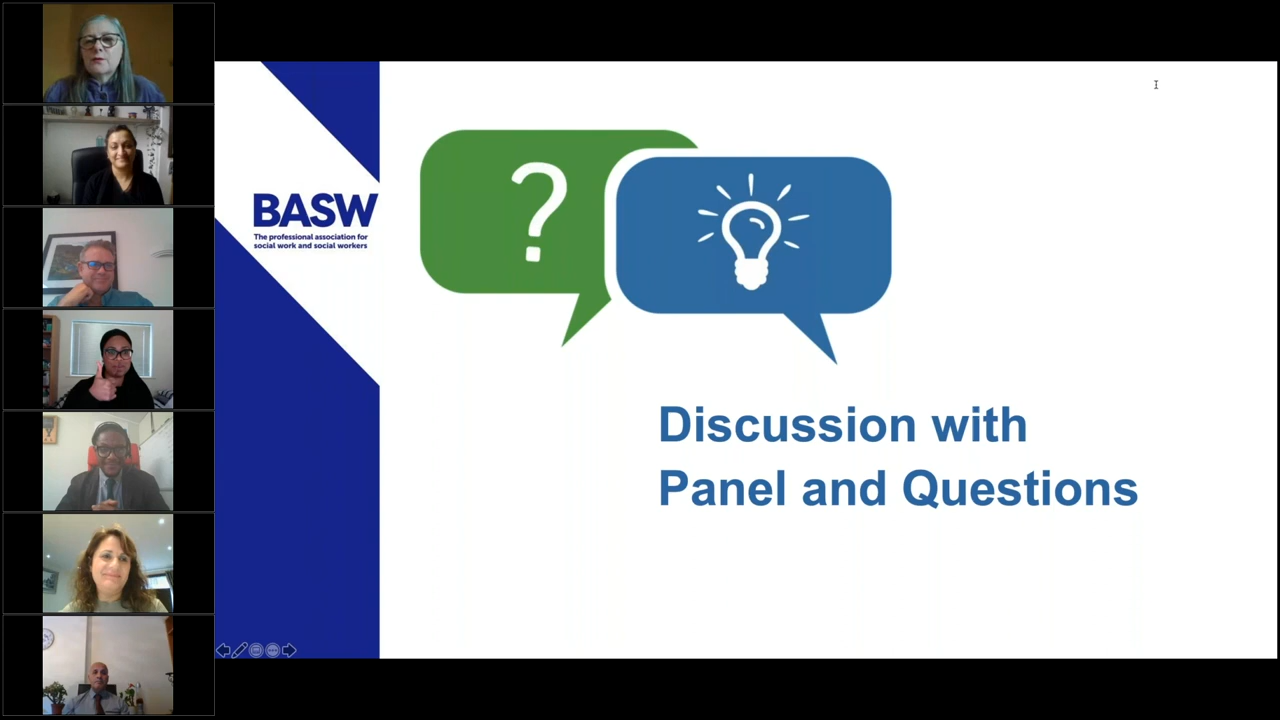 BASW
The professional association for
social work and social workers
?
Discussion with
Panel and Questions